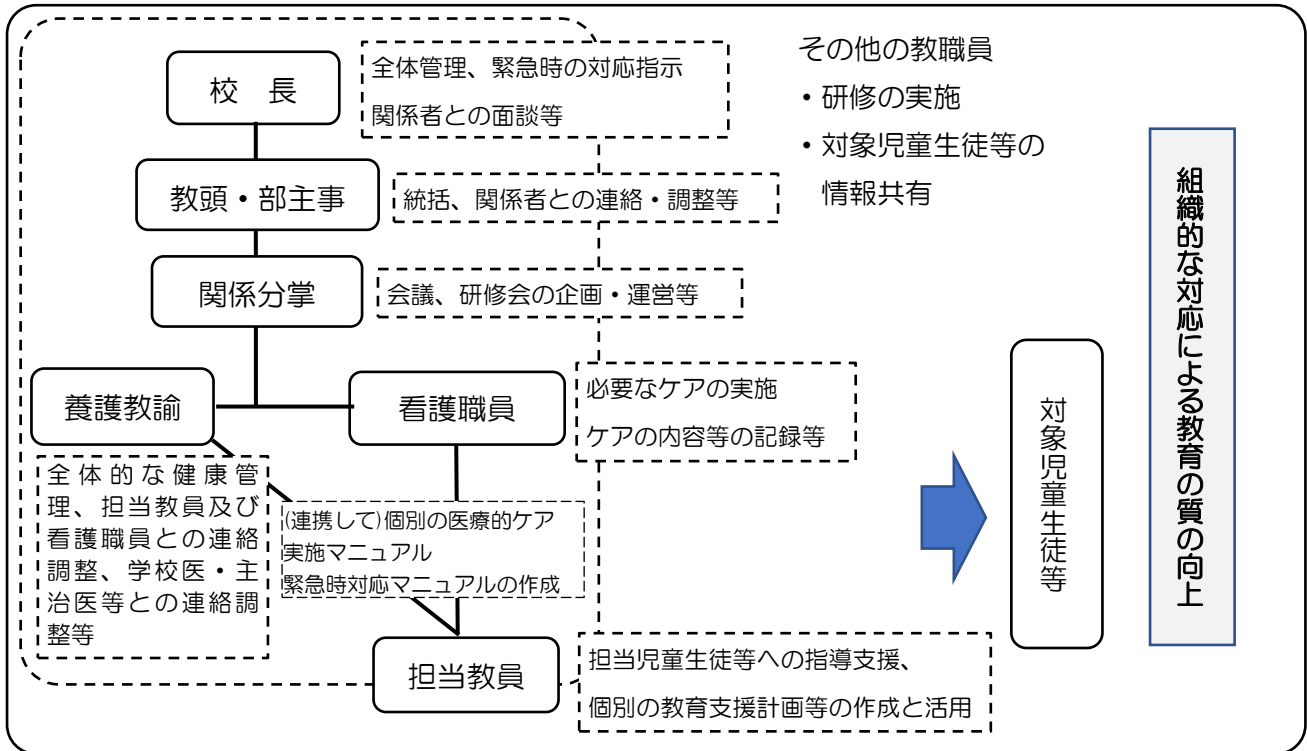 校　長
全体管理、緊急時の対応指示
関係者との面談等
教頭・部主事
統括、関係者との連絡・調整等
関係分掌
会議、研修会の企画・運営等
養護教諭
全体的な健康管
理、担当教員及び
看護職員との連絡
調整、学校医・主
治医等との連絡調
整等
看護職員
必要なケアの実施
ケアの内容等の記録等
(連携して)個別の医療的ケア
実施マニュアル
緊急時対応マニュアルの作成
担当教員
担当児童生徒等への指導支援、
個別の教育支援計画等の作成と活用
その他の教職員
・研修の実施
・対象児童生徒等の
情報共有
対象児童生徒等
組織的な対応による教育の質の向上